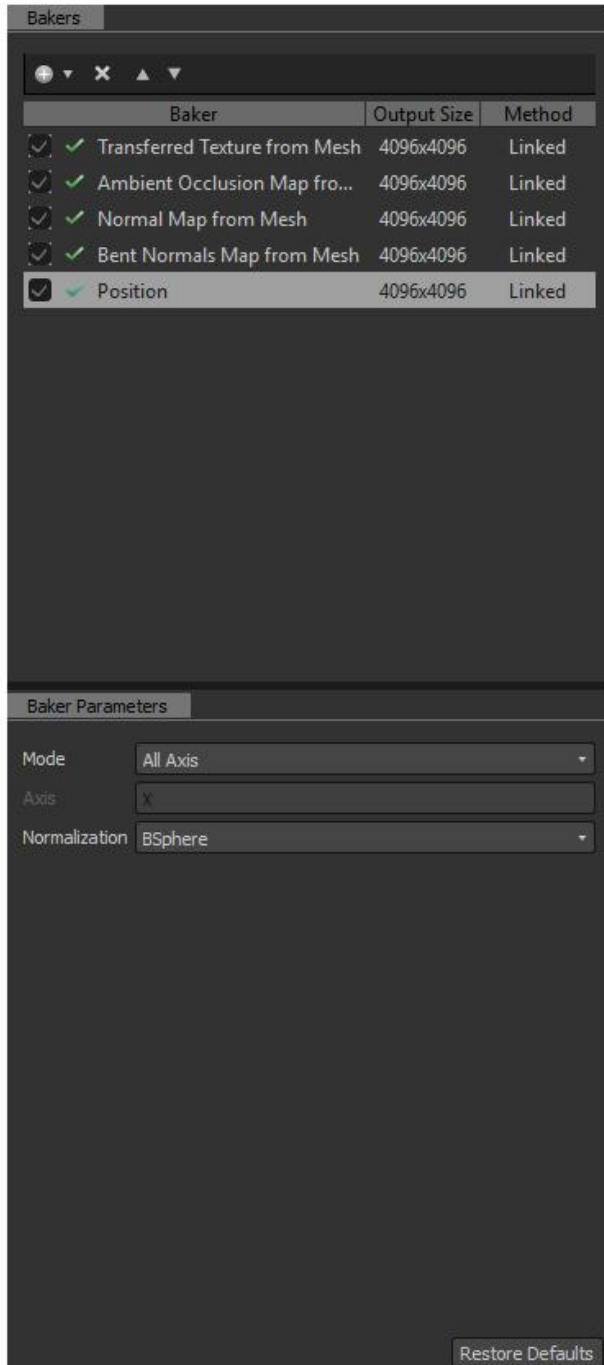 Bakers
Baker Output Size Method
Transferred Texture from Mesh 4096x4096 Linked
Ambient Occlusion Map fro... 4096x4096 Linked
Normal Map from Mesh 4096x4096 Linked
Bent Normals Map from Mesh 4096x4096 Linked
Position 4096x4096 Linked
Baker Parameters
Mode All Axis
Axis X
Normalization BSphere
Restore Defaults